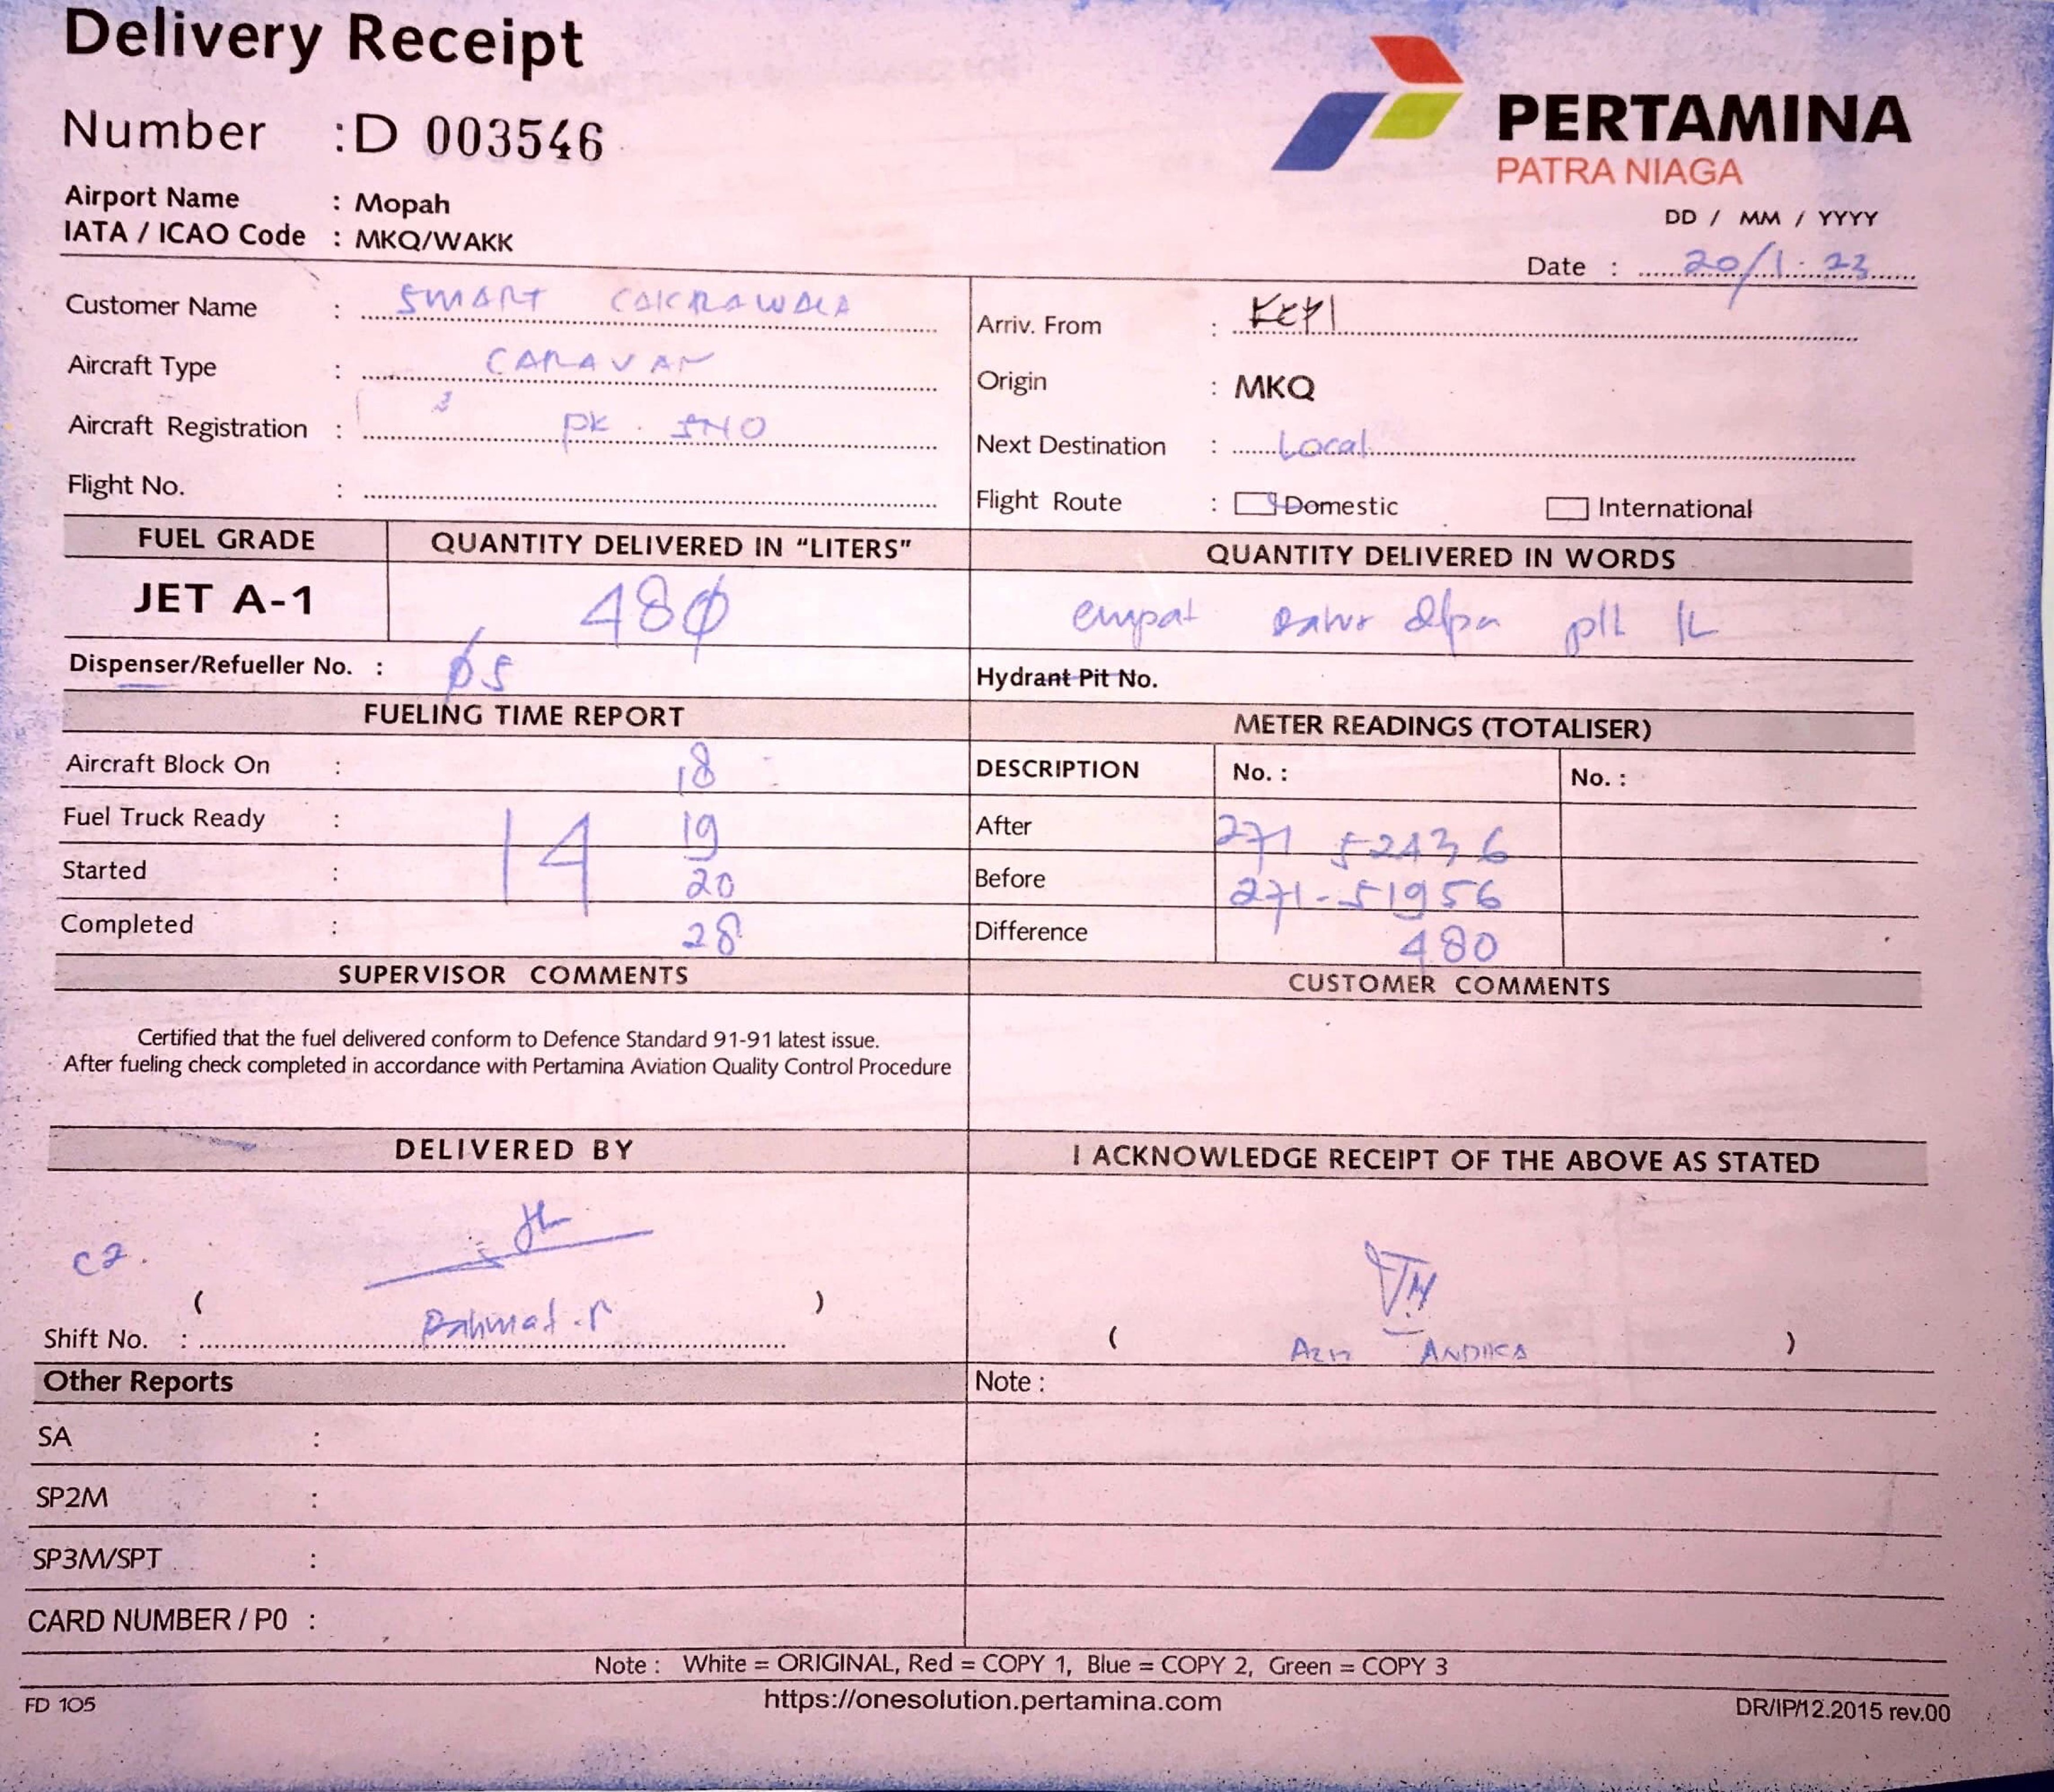 Delivery Receipt
Number : D 003546
PERTAMINA
PATRA NIAGA
Airport Name : Mopah
IATA / ICAO Code : MKQ/WAKK
DD / MM / YYYY
Date : 20/1.23
Customer Name : SMART CAKRAWALA
Arriv. From : Kepi
Aircraft Type : CARAVAN
Origin : MKQ
Aircraft Registration : PK . SNO
Next Destination : Local
Flight No. :
Flight Route : Domestic International
FUEL GRADE QUANTITY DELIVERED IN "LITERS" QUANTITY DELIVERED IN WORDS
JET A-1 480 empat ratus dlpn plh
Dispenser/Refueller No. : 05
Hydrant Pit No.
FUELING TIME REPORT METER READINGS (TOTALISER)
Aircraft Block On : 18
DESCRIPTION No. : No. :
Fuel Truck Ready : 14 19
After 271 52436
Started : 20
Before 271-51956
Completed : 28
Difference 480
SUPERVISOR COMMENTS CUSTOMER COMMENTS
Certified that the fuel delivered conform to Defence Standard 91-91 latest issue.
After fueling check completed in accordance with Pertamina Aviation Quality Control Procedure
DELIVERED BY I ACKNOWLEDGE RECEIPT OF THE ABOVE AS STATED
C2.
( )
Shift No. : Rahmat .r
( ANDIKA )
Other Reports Note :
SA :
SP2M :
SP3M/SPT :
CARD NUMBER / P0 :
Note : White = ORIGINAL, Red = COPY 1, Blue = COPY 2, Green = COPY 3
FD 105 https://onesolution.pertamina.com DR/IP/12.2015 rev.00